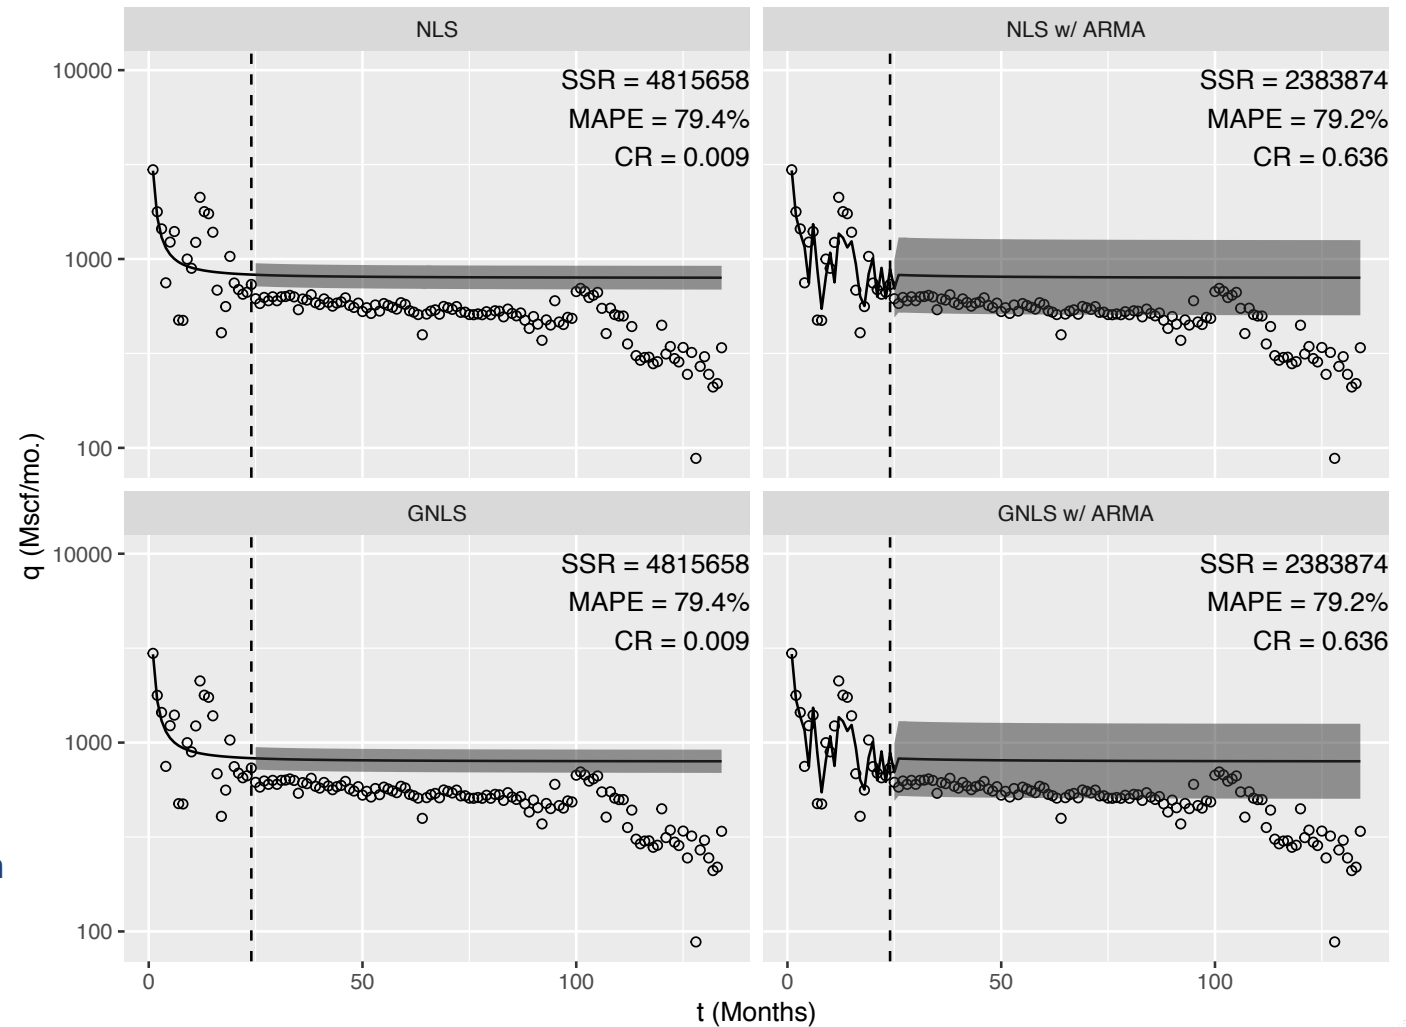 NLS
NLS w/ ARMA
10000
1000
100
SSR = 4815658
MAPE = 79.4%
CR = 0.009
SSR = 2383874
MAPE = 79.2%
CR = 0.636
q (Mscf/mo.)
GNLS
GNLS w/ ARMA
10000
1000
100
SSR = 4815658
MAPE = 79.4%
CR = 0.009
SSR = 2383874
MAPE = 79.2%
CR = 0.636
0 50 100
0 50 100
t (Months)